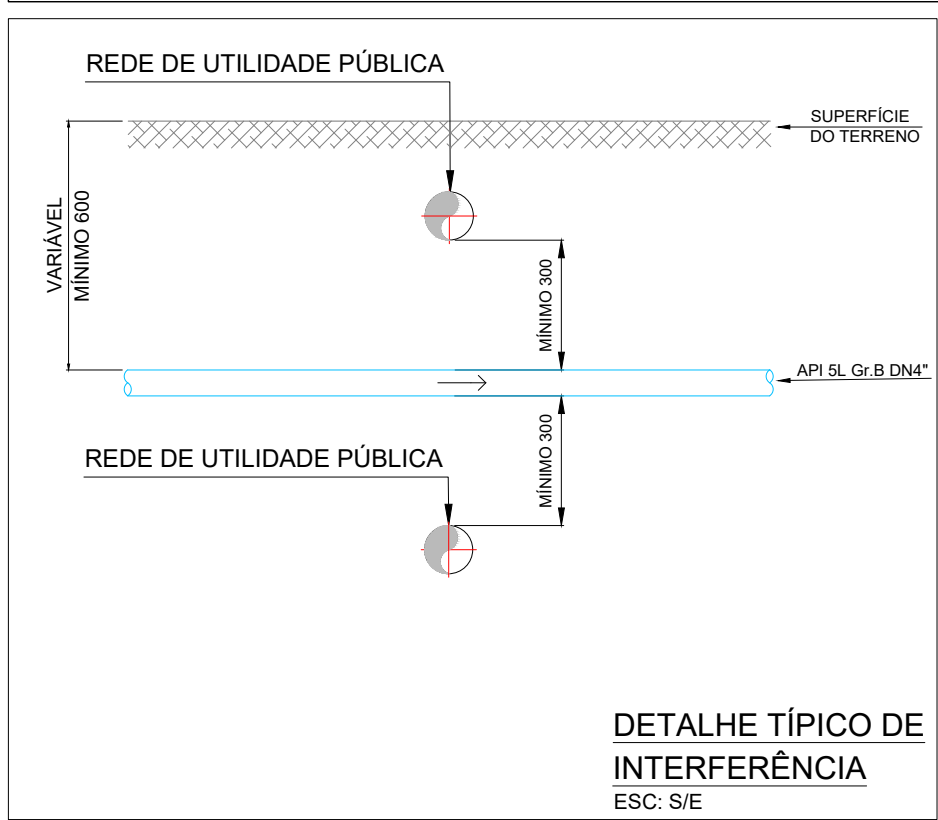 REDE DE UTILIDADE PÚBLICA
SUPERFÍCIE
DO TERRENO
VARIÁVEL
MÍNIMO 600
MÍNIMO 300
API 5L Gr.B DN4"
MÍNIMO 300
REDE DE UTILIDADE PÚBLICA
DETALHE TÍPICO DE
INTERFERÊNCIA
ESC: S/E